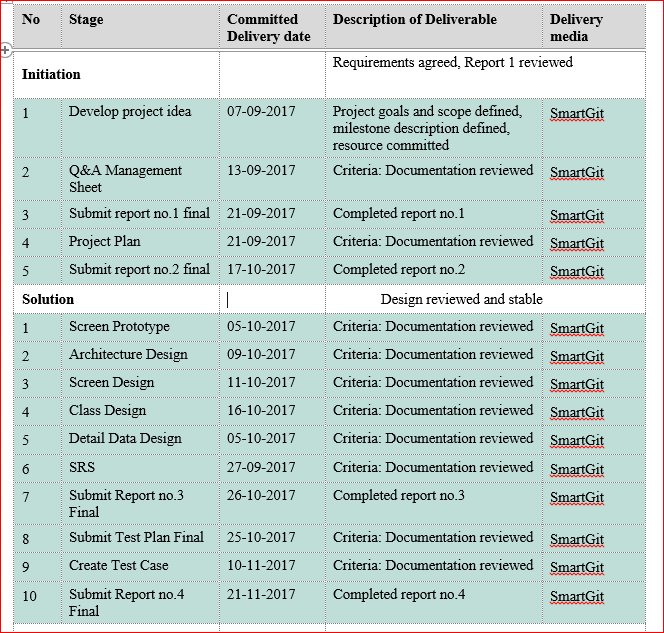 No Stage Committed Delivery date Description of Deliverable Delivery media
Initiation Requirements agreed, Report 1 reviewed
1 Develop project idea 07-09-2017 Project goals and scope defined, milestone description defined, resource committed SmartGit
2 Q&A Management Sheet 13-09-2017 Criteria: Documentation reviewed SmartGit
3 Submit report no.1 final 21-09-2017 Completed report no.1 SmartGit
4 Project Plan 21-09-2017 Criteria: Documentation reviewed SmartGit
5 Submit report no.2 final 17-10-2017 Completed report no.2 SmartGit
Solution Design reviewed and stable
1 Screen Prototype 05-10-2017 Criteria: Documentation reviewed SmartGit
2 Architecture Design 09-10-2017 Criteria: Documentation reviewed SmartGit
3 Screen Design 11-10-2017 Criteria: Documentation reviewed SmartGit
4 Class Design 16-10-2017 Criteria: Documentation reviewed SmartGit
5 Detail Data Design 05-10-2017 Criteria: Documentation reviewed SmartGit
6 SRS 27-09-2017 Criteria: Documentation reviewed SmartGit
7 Submit Report no.3 Final 26-10-2017 Completed report no.3 SmartGit
8 Submit Test Plan Final 25-10-2017 Criteria: Documentation reviewed SmartGit
9 Create Test Case 10-11-2017 Criteria: Documentation reviewed SmartGit
10 Submit Report no.4 Final 21-11-2017 Completed report no.4 SmartGit